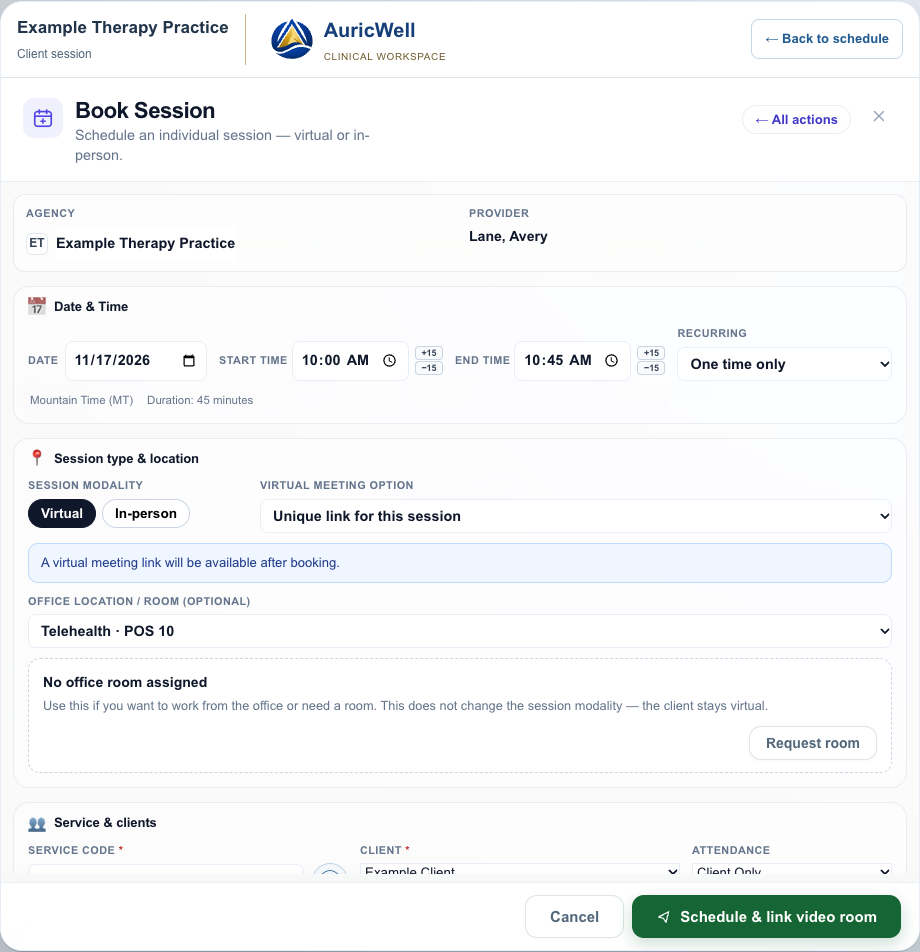 Example Therapy Practice
Client session
AuricWell
CLINICAL WORKSPACE
← Back to schedule
Book Session
Schedule an individual session — virtual or in-
person.
← All actions
AGENCY
ET Example Therapy Practice
PROVIDER
Lane, Avery
17 Date & Time
DATE 11/17/2026 START TIME 10:00 AM +15 −15 END TIME 10:45 AM +15 −15
RECURRING
One time only
Mountain Time (MT) Duration: 45 minutes
Session type & location
SESSION MODALITY
Virtual In-person
VIRTUAL MEETING OPTION
Unique link for this session
A virtual meeting link will be available after booking.
OFFICE LOCATION / ROOM (OPTIONAL)
Telehealth · POS 10
No office room assigned
Use this if you want to work from the office or need a room. This does not change the session modality — the client stays virtual.
Request room
Service & clients
SERVICE CODE *
CLIENT *
Example Client
ATTENDANCE
Client Only
Cancel
Schedule & link video room